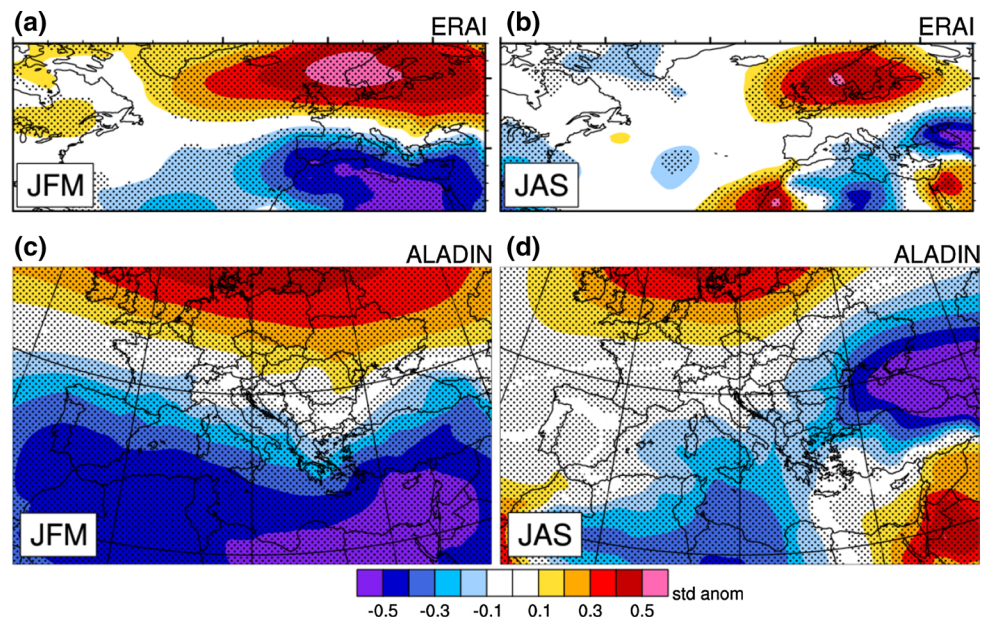 (a) ERAI
(b) ERAI
JFM
JAS
(c) ALADIN
(d) ALADIN
JFM
JAS
-0.5 -0.3 -0.1 0.1 0.3 0.5 std anom